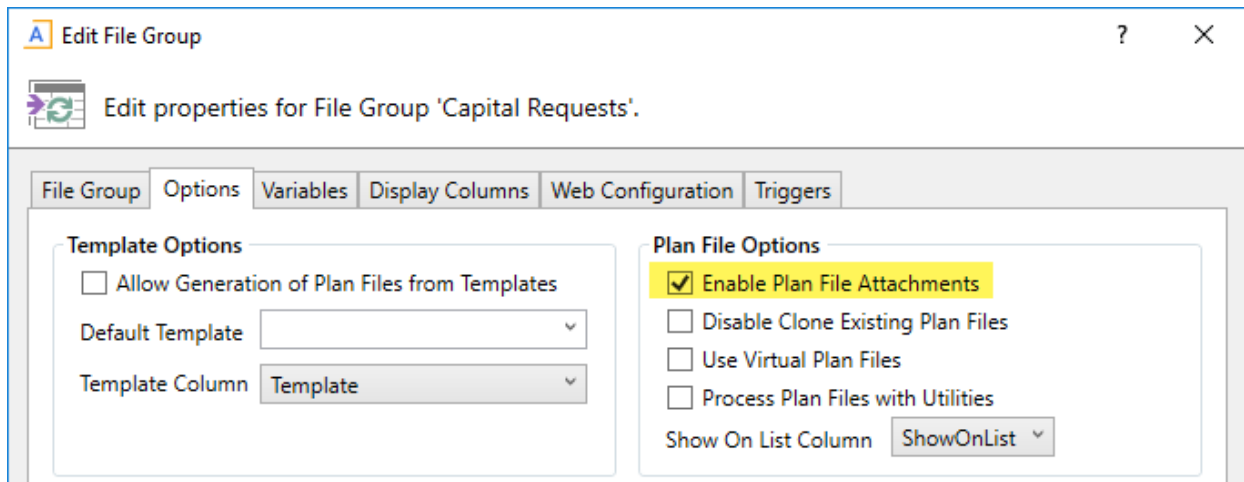 A Edit File Group ?
Edit properties for File Group 'Capital Requests'.
File Group Options Variables Display Columns Web Configuration Triggers
Template Options
Allow Generation of Plan Files from Templates
Default Template
Template Column Template
Plan File Options
Enable Plan File Attachments
Disable Clone Existing Plan Files
Use Virtual Plan Files
Process Plan Files with Utilities
Show On List Column ShowOnList